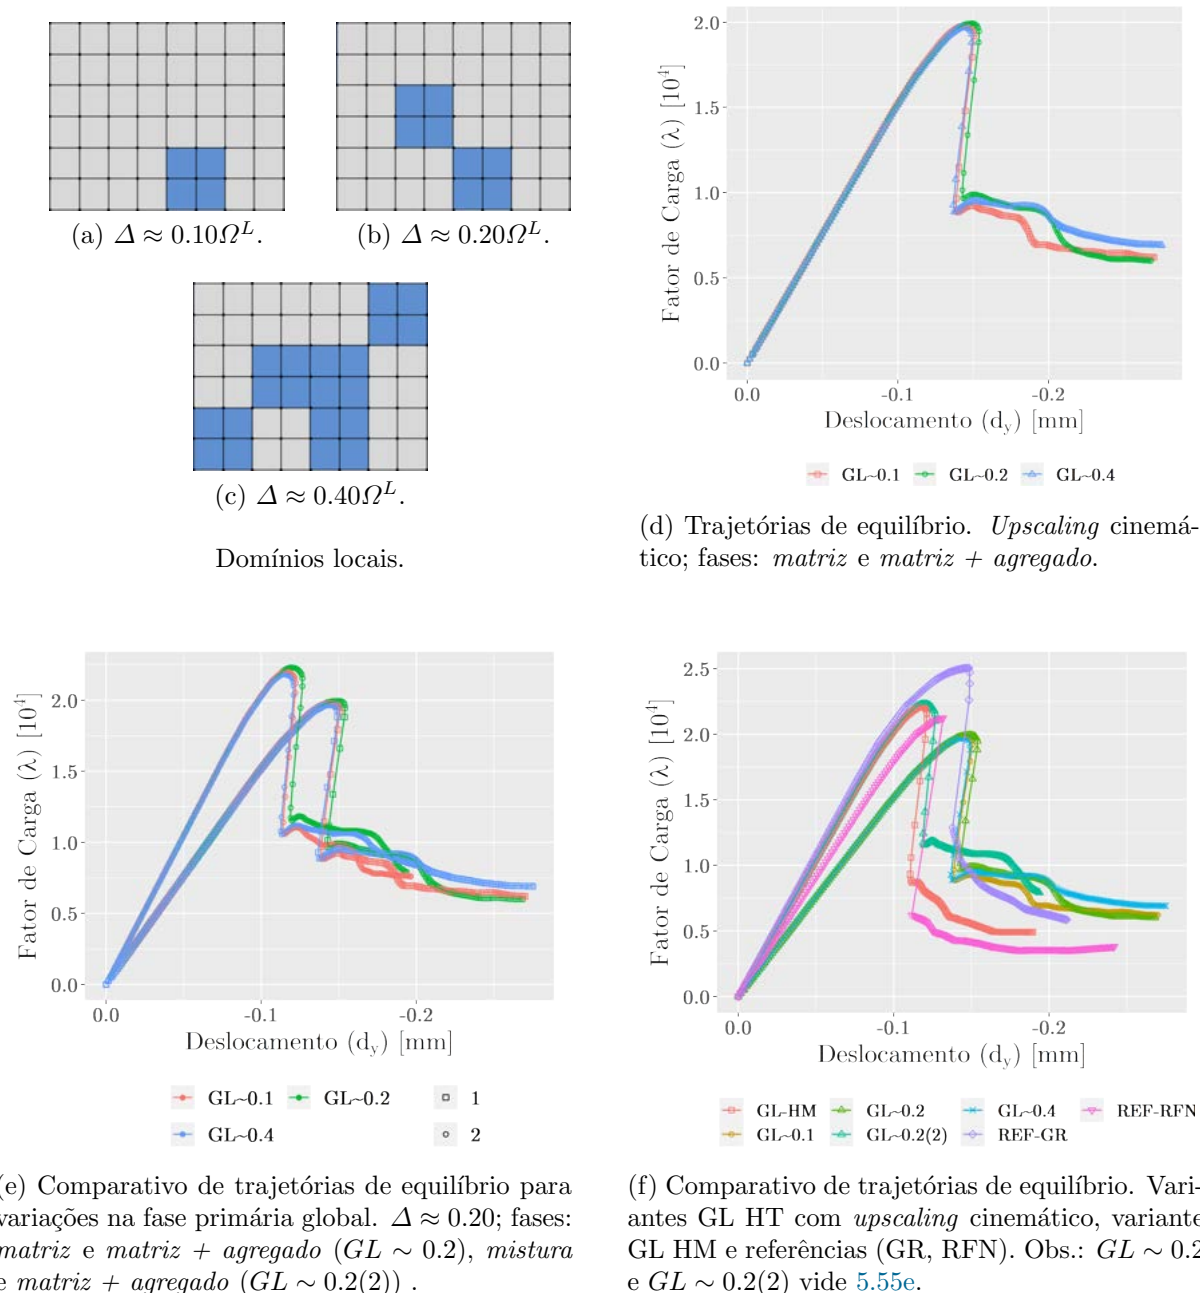 (a) Δ ≈ 0.10Ω^L.
(b) Δ ≈ 0.20Ω^L.
(c) Δ ≈ 0.40Ω^L.
Domínios locais.
2.0
1.5
1.0
0.5
0.0
Fator de Carga (λ) [10^4]
0.0 -0.1 -0.2
Deslocamento (d_y) [mm]
GL~0.1 GL~0.2 GL~0.4
(d) Trajetórias de equilíbrio. Upscaling cinemá-
tico; fases: matriz e matriz + agregado.
2.0
1.5
1.0
0.5
0.0
Fator de Carga (λ) [10^4]
0.0 -0.1 -0.2
Deslocamento (d_y) [mm]
GL~0.1 GL~0.2 1
GL~0.4 2
(e) Comparativo de trajetórias de equilíbrio para
variações na fase primária global. Δ ≈ 0.20; fases:
matriz e matriz + agregado (GL ∼ 0.2), mistura
e matriz + agregado (GL ∼ 0.2(2)) .
2.5
2.0
1.5
1.0
0.5
0.0
Fator de Carga (λ) [10^4]
0.0 -0.1 -0.2
Deslocamento (d_y) [mm]
GL-HM GL~0.2 GL~0.4 REF-RFN
GL~0.1 GL~0.2(2) REF-GR
(f) Comparativo de trajetórias de equilíbrio. Vari-
antes GL HT com upscaling cinemático, variante
GL HM e referências (GR, RFN). Obs.: GL ∼ 0.2
e GL ∼ 0.2(2) vide 5.55e.